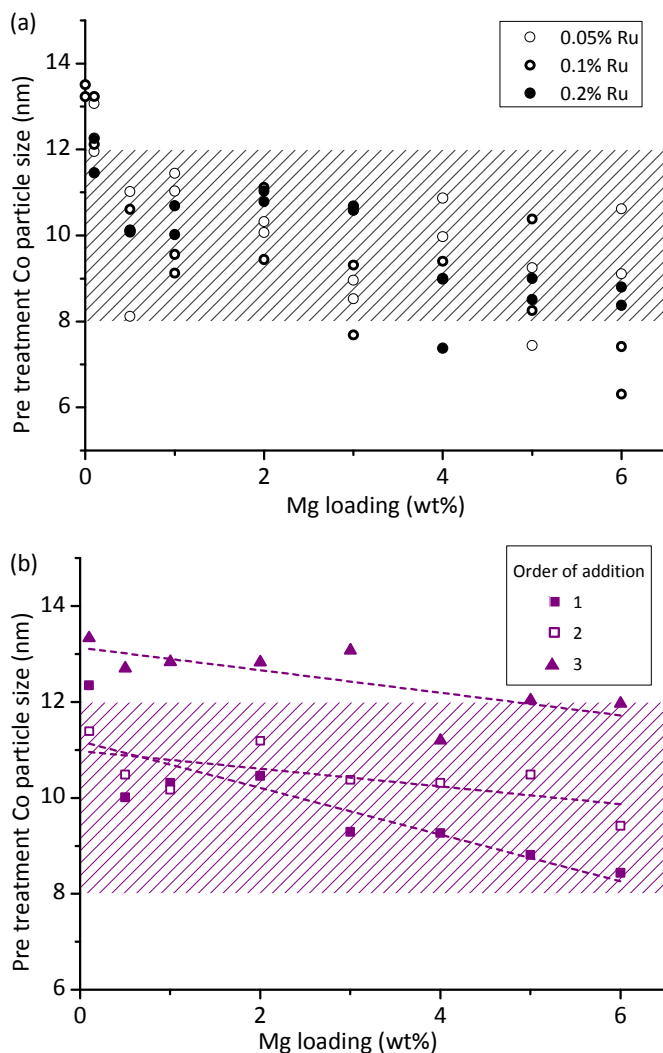 (a)
Pre treatment Co particle size (nm)
14
12
10
8
6
0.05% Ru
0.1% Ru
0.2% Ru
0
2
4
6
Mg loading (wt%)
(b)
Pre treatment Co particle size (nm)
14
12
10
8
6
Order of addition
1
2
3
0
2
4
6
Mg loading (wt%)